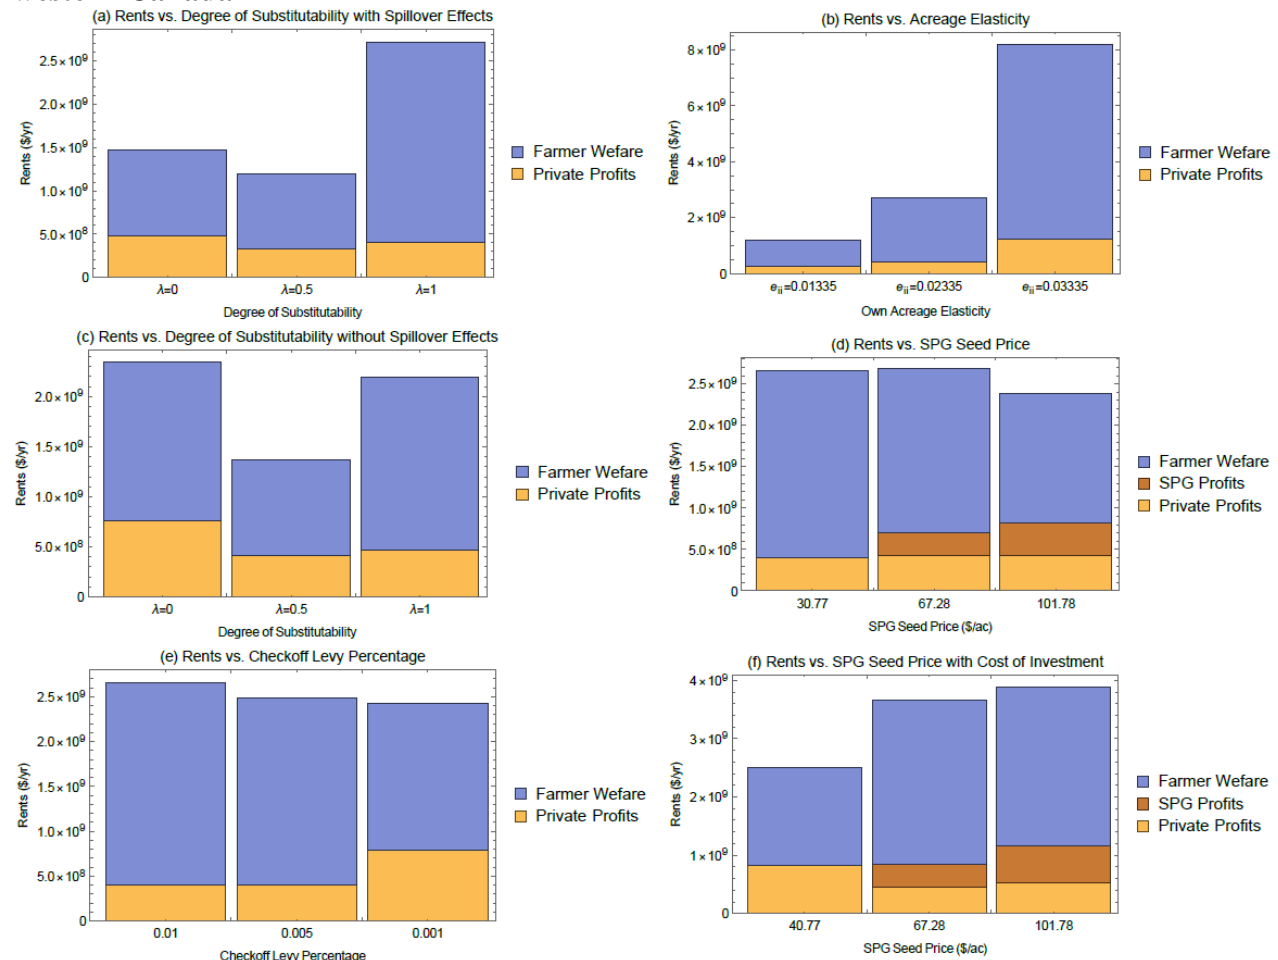 (a) Rents vs. Degree of Substitutability with Spillover Effects
Rents ($/yr)
2.5×10⁹
2.0×10⁹
1.5×10⁹
1.0×10⁹
5.0×10⁸
0
λ=0 λ=0.5 λ=1
Degree of Substitutability
Farmer Wefare
Private Profits
(b) Rents vs. Acreage Elasticity
Rents ($/yr)
8×10⁹
6×10⁹
4×10⁹
2×10⁹
0
eᵢᵢ=0.01335 eᵢᵢ=0.02335 eᵢᵢ=0.03335
Own Acreage Elasticity
Farmer Wefare
Private Profits
(c) Rents vs. Degree of Substitutability without Spillover Effects
Rents ($/yr)
2.0×10⁹
1.5×10⁹
1.0×10⁹
5.0×10⁸
0
λ=0 λ=0.5 λ=1
Degree of Substitutability
Farmer Wefare
Private Profits
(d) Rents vs. SPG Seed Price
Rents ($/yr)
2.5×10⁹
2.0×10⁹
1.5×10⁹
1.0×10⁹
5.0×10⁸
0
30.77 67.28 101.78
SPG Seed Price ($/ac)
Farmer Wefare
SPG Profits
Private Profits
(e) Rents vs. Checkoff Levy Percentage
Rents ($/yr)
2.5×10⁹
2.0×10⁹
1.5×10⁹
1.0×10⁹
5.0×10⁸
0
0.01 0.005 0.001
Checkoff Levy Percentage
Farmer Wefare
Private Profits
(f) Rents vs. SPG Seed Price with Cost of Investment
Rents ($/yr)
4×10⁹
3×10⁹
2×10⁹
1×10⁹
0
40.77 67.28 101.78
SPG Seed Price ($/ac)
Farmer Wefare
SPG Profits
Private Profits